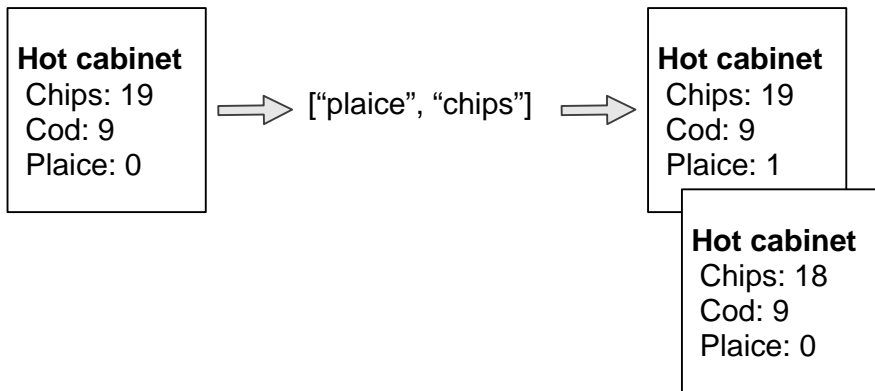 Hot cabinet
Chips: 19
Cod: 9
Plaice: 0
[“plaice”, “chips”]
Hot cabinet
Chips: 19
Cod: 9
Plaice: 1
Hot cabinet
Chips: 18
Cod: 9
Plaice: 0